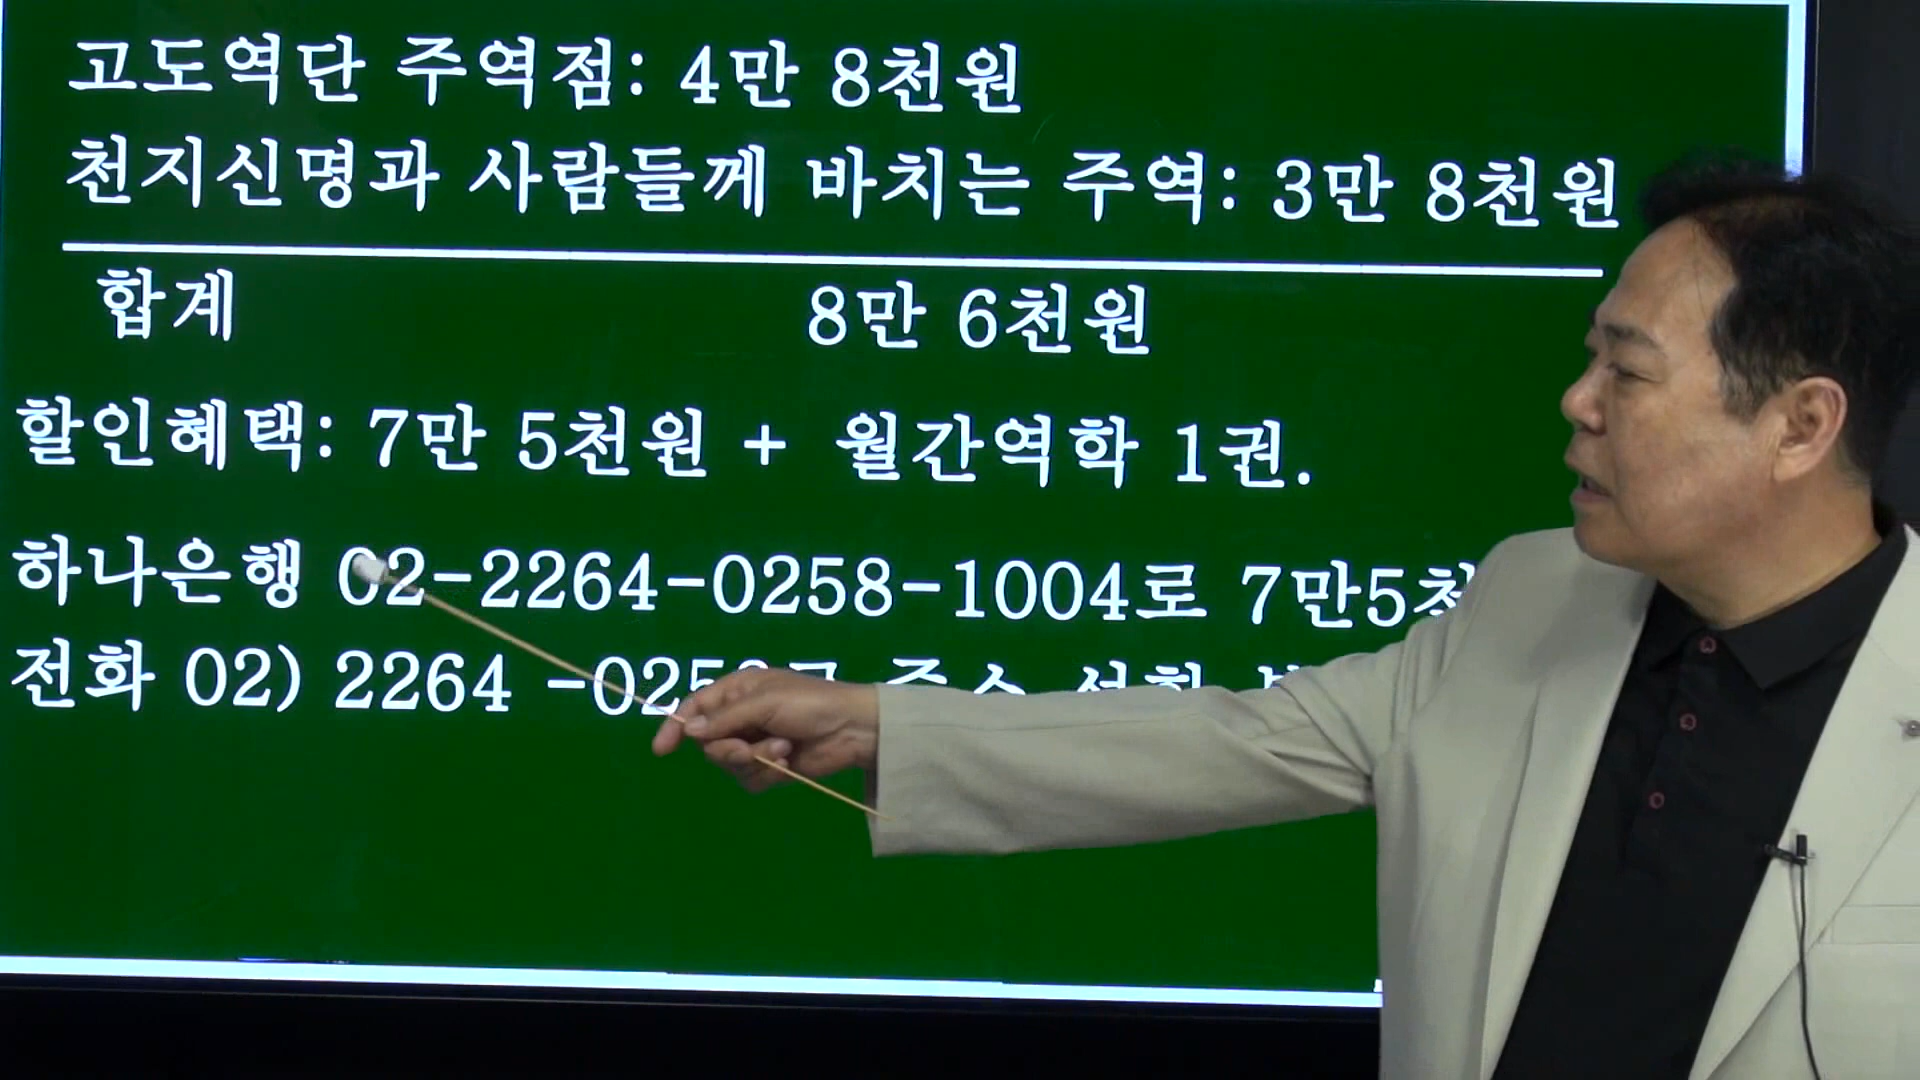 고도역단 주역점: 4만 8천원
천지신명과 사람들께 바치는 주역: 3만 8천원
합계 8만 6천원
할인혜택: 7만 5천원 + 월간역학 1권.
하나은행 02-2264-0258-1004로 7만5천
전화 02) 2264 -025